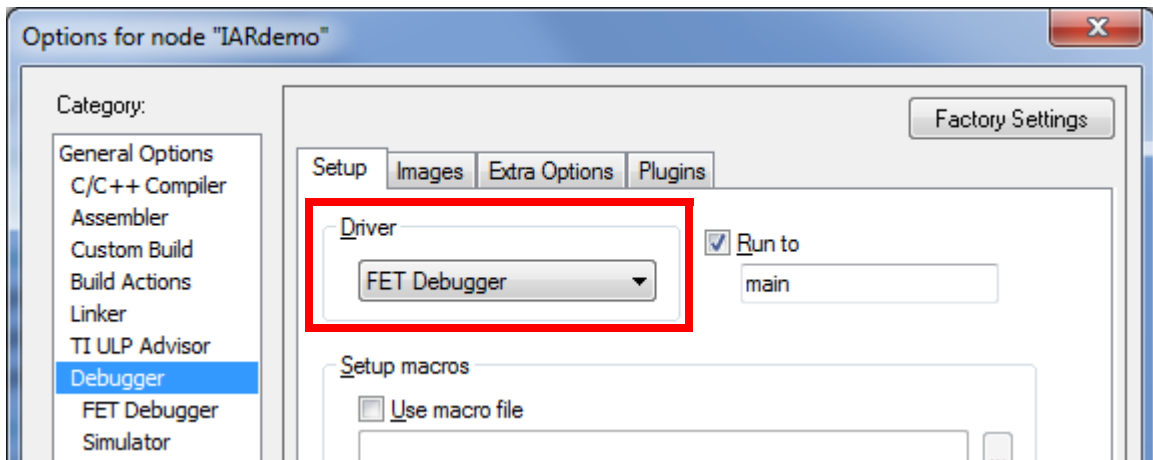 Options for node "IARdemo"
X
Category:
Factory Settings
General Options
C/C++ Compiler
Assembler
Custom Build
Build Actions
Linker
TI ULP Advisor
Debugger
FET Debugger
Simulator
Setup Images Extra Options Plugins
Driver
FET Debugger
Run to
main
Setup macros
Use macro file
...